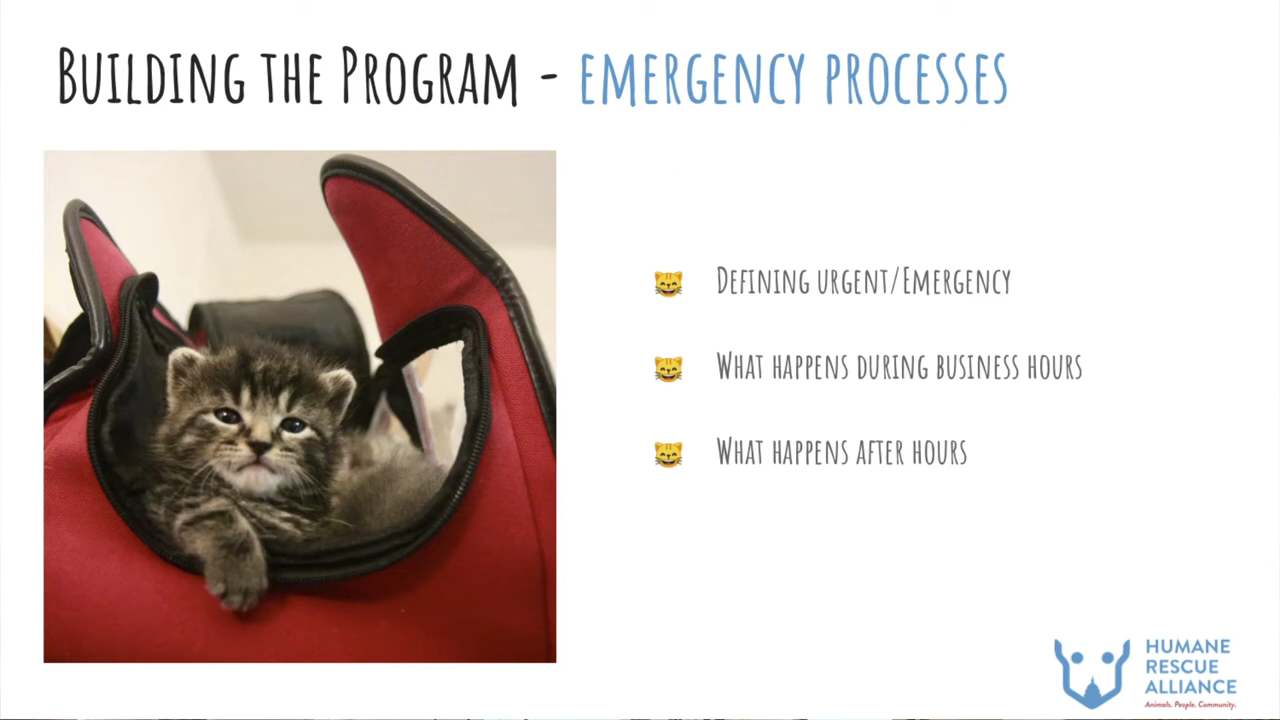 Building the Program - emergency processes
Defining urgent/Emergency
What happens during business hours
What happens after hours
HUMANE
RESCUE
ALLIANCE
Animals. People. Community.